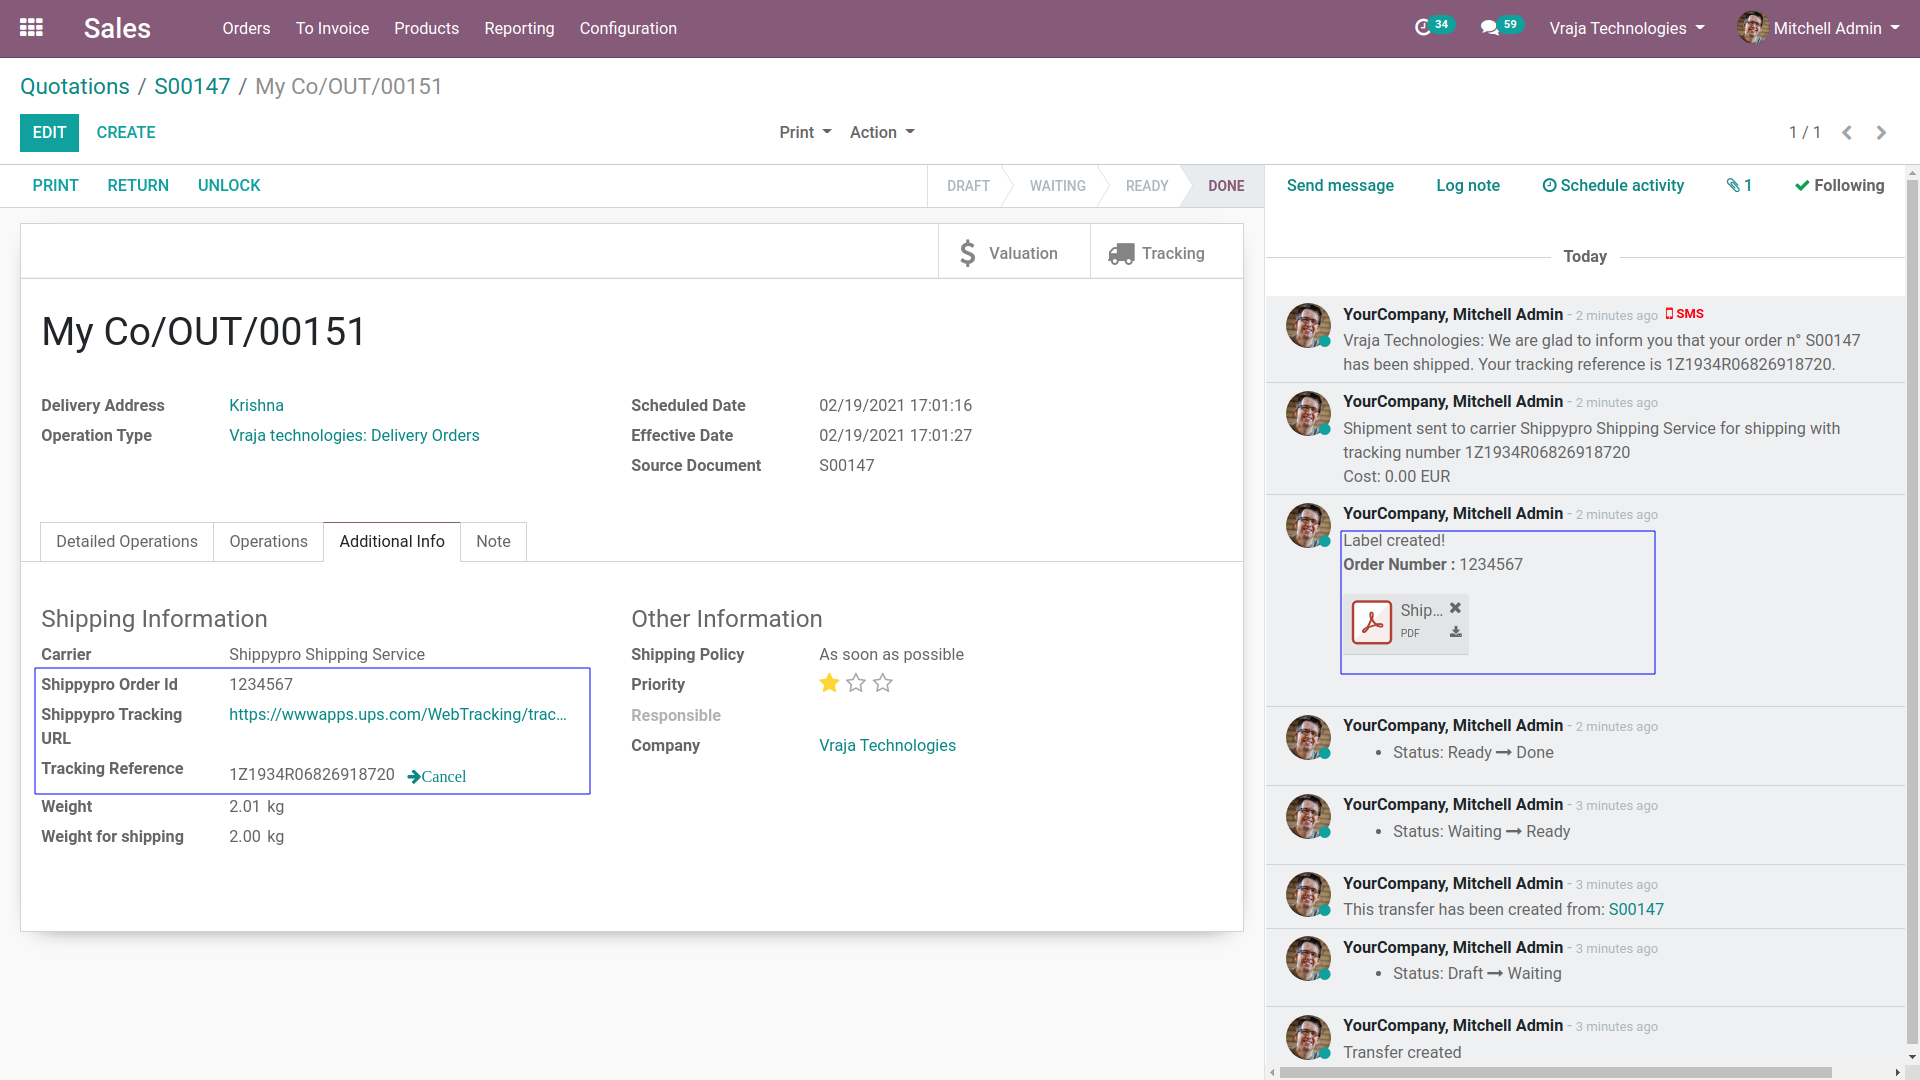 Sales Orders To Invoice Products Reporting Configuration 34 59 Vraja Technologies Mitchell Admin
Quotations / S00147 / My Co/OUT/00151
EDIT CREATE Print Action 1 / 1
PRINT RETURN UNLOCK DRAFT WAITING READY DONE
Valuation Tracking
My Co/OUT/00151
Delivery Address Krishna
Operation Type Vraja technologies: Delivery Orders
Scheduled Date 02/19/2021 17:01:16
Effective Date 02/19/2021 17:01:27
Source Document S00147
Detailed Operations Operations Additional Info Note
Shipping Information
Carrier Shippypro Shipping Service
Shippypro Order Id 1234567
Shippypro Tracking URL https://wwwapps.ups.com/WebTracking/trac...
Tracking Reference 1Z1934R06826918720 Cancel
Weight 2.01 kg
Weight for shipping 2.00 kg
Other Information
Shipping Policy As soon as possible
Priority
Responsible
Company Vraja Technologies
Send message Log note Schedule activity 1 Following
Today
YourCompany, Mitchell Admin - 2 minutes ago SMS
Vraja Technologies: We are glad to inform you that your order n° S00147
has been shipped. Your tracking reference is 1Z1934R06826918720.
YourCompany, Mitchell Admin - 2 minutes ago
Shipment sent to carrier Shippypro Shipping Service for shipping with
tracking number 1Z1934R06826918720
Cost: 0.00 EUR
YourCompany, Mitchell Admin - 2 minutes ago
Label created!
Order Number : 1234567
Ship...
PDF
YourCompany, Mitchell Admin - 2 minutes ago
• Status: Ready → Done
YourCompany, Mitchell Admin - 3 minutes ago
• Status: Waiting → Ready
YourCompany, Mitchell Admin - 3 minutes ago
This transfer has been created from: S00147
YourCompany, Mitchell Admin - 3 minutes ago
• Status: Draft → Waiting
YourCompany, Mitchell Admin - 3 minutes ago
Transfer created